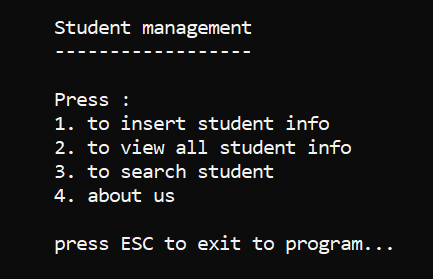 Student management
------------------
Press :
1. to insert student info
2. to view all student info
3. to search student
4. about us
press ESC to exit to program...